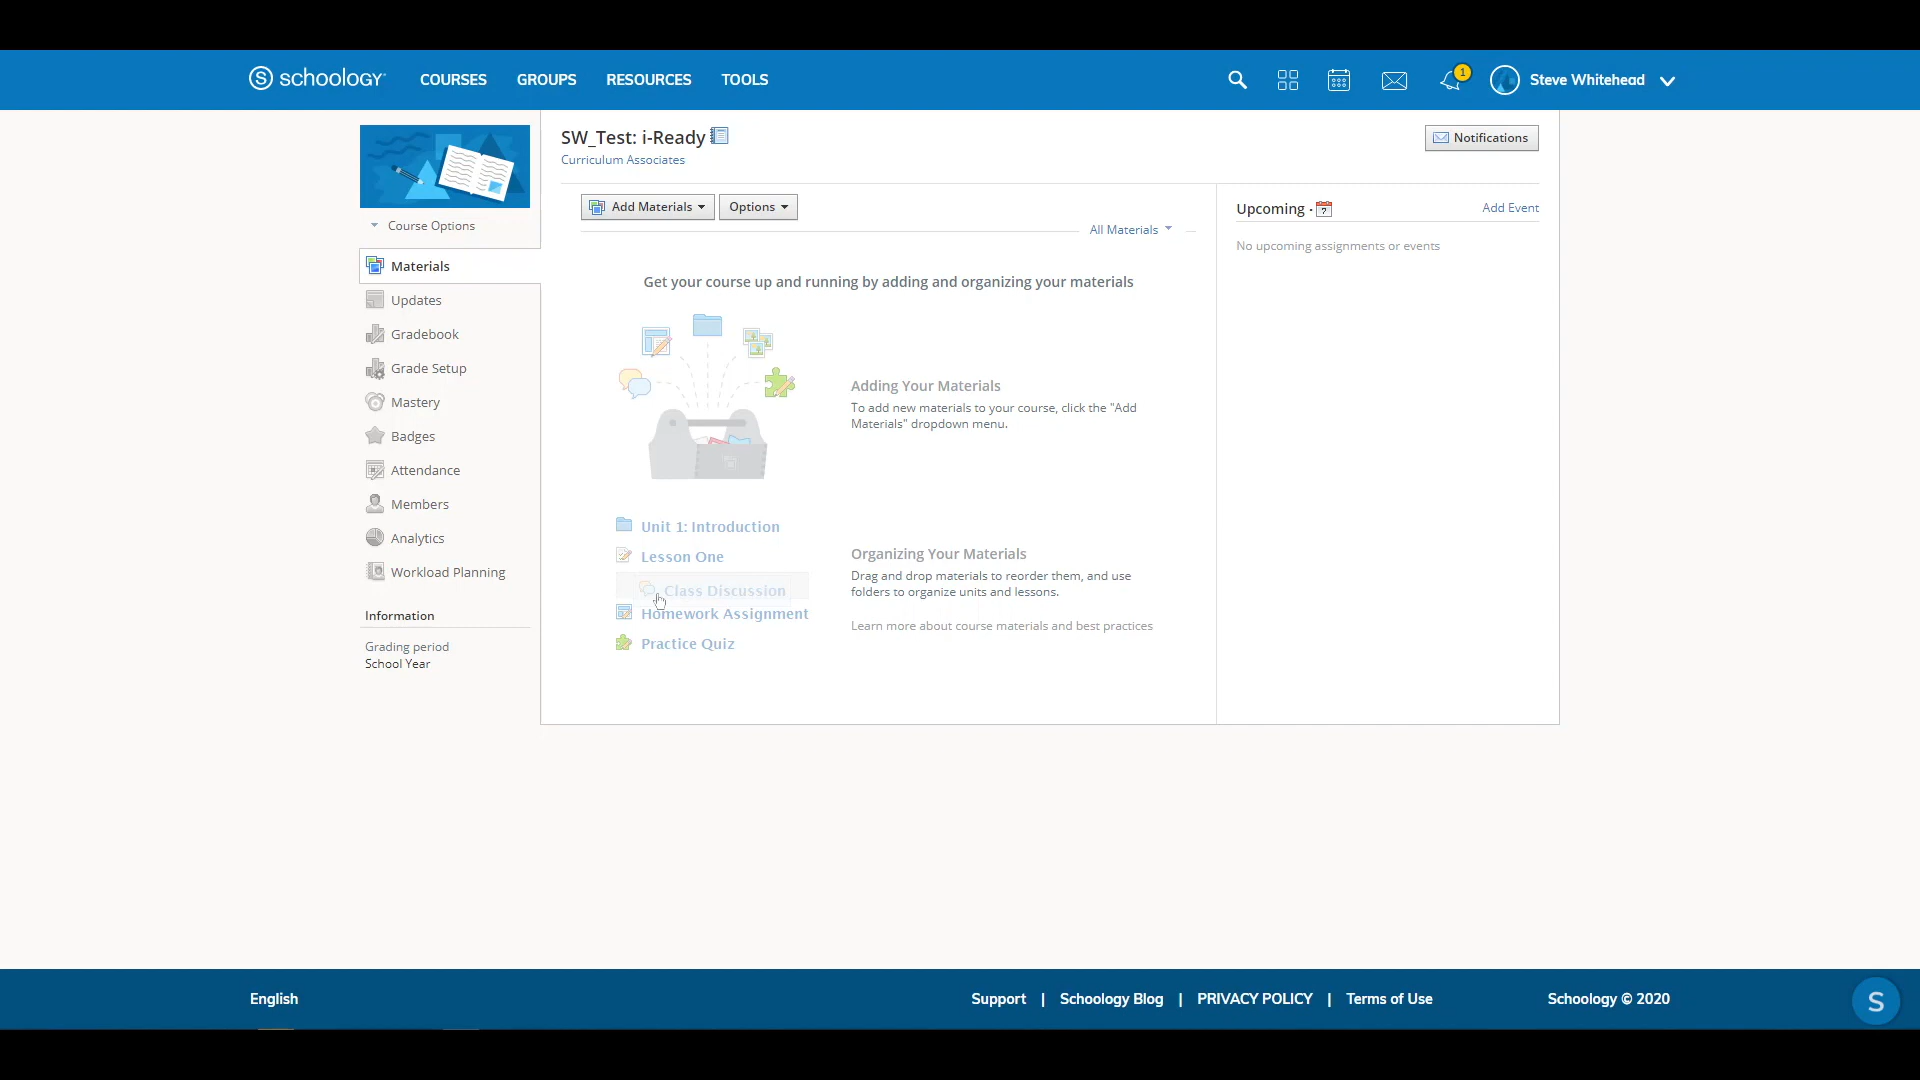 schoology
COURSES
GROUPS
RESOURCES
TOOLS
1
Steve Whitehead
SW_Test: i-Ready
Curriculum Associates
Notifications
Course Options
Materials
Updates
Gradebook
Grade Setup
Mastery
Badges
Attendance
Members
Analytics
Workload Planning
Information
Grading period
School Year
Add Materials
Options
All Materials
Get your course up and running by adding and organizing your materials
Adding Your Materials
To add new materials to your course, click the "Add
Materials" dropdown menu.
Unit 1: Introduction
Lesson One
Class Discussion
Homework Assignment
Practice Quiz
Organizing Your Materials
Drag and drop materials to reorder them, and use
folders to organize units and lessons.
Learn more about course materials and best practices
Upcoming ·
?
Add Event
No upcoming assignments or events
English
Support | Schoology Blog | PRIVACY POLICY | Terms of Use
Schoology © 2020
S